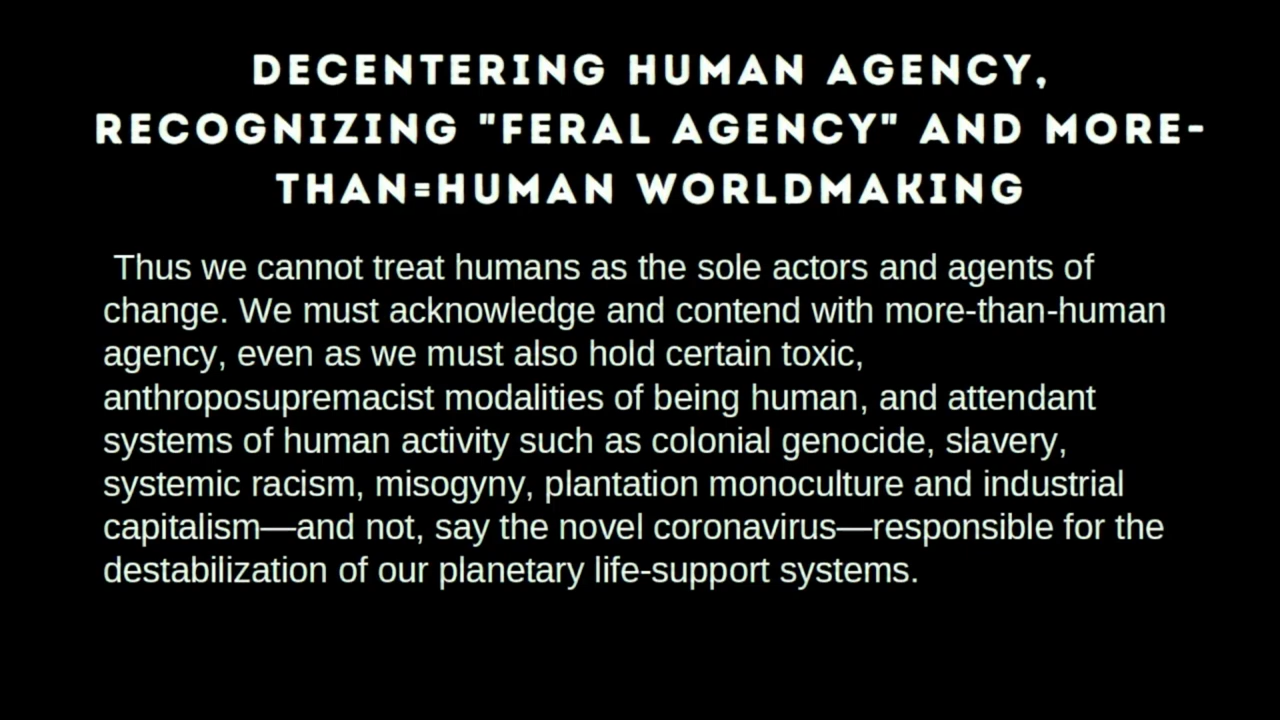 DECENTERING HUMAN AGENCY,
RECOGNIZING "FERAL AGENCY" AND MORE-
THAN=HUMAN WORLDMAKING
Thus we cannot treat humans as the sole actors and agents of
change. We must acknowledge and contend with more-than-human
agency, even as we must also hold certain toxic,
anthroposupremacist modalities of being human, and attendant
systems of human activity such as colonial genocide, slavery,
systemic racism, misogyny, plantation monoculture and industrial
capitalism—and not, say the novel coronavirus—responsible for the
destabilization of our planetary life-support systems.